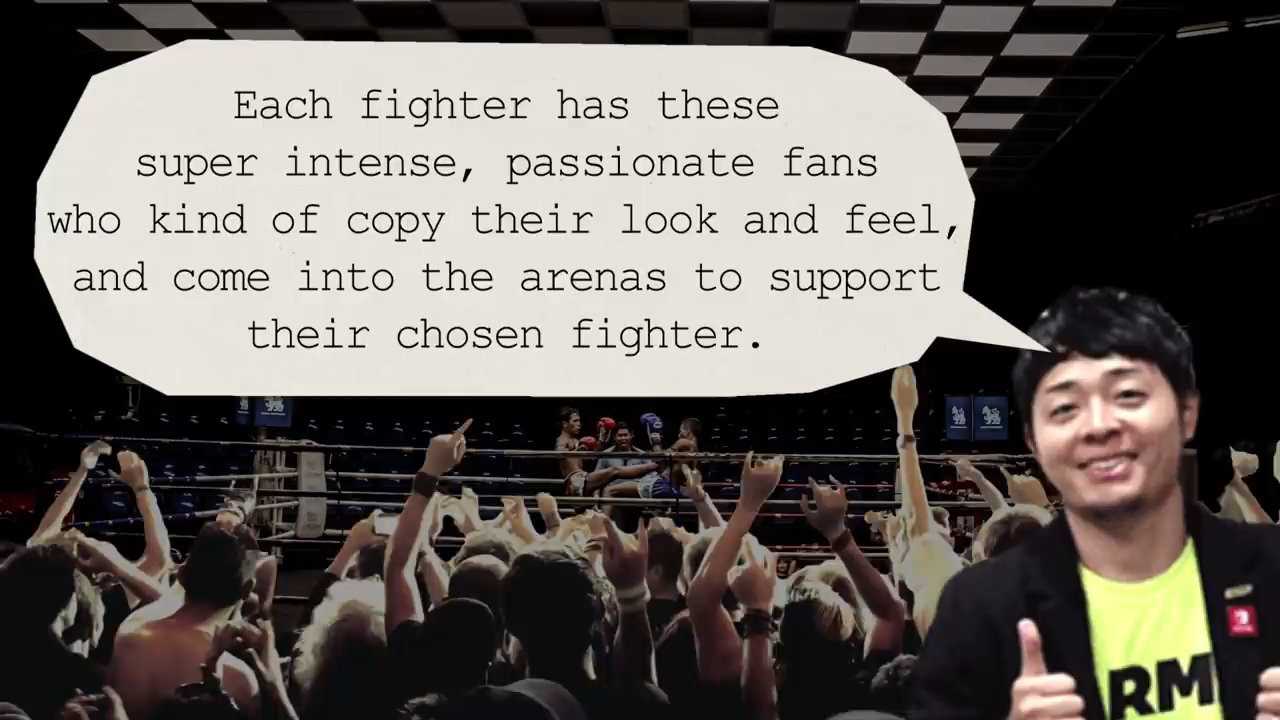 Each fighter has these
super intense, passionate fans
who kind of copy their look and feel,
and come into the arenas to support
their chosen fighter.
RM